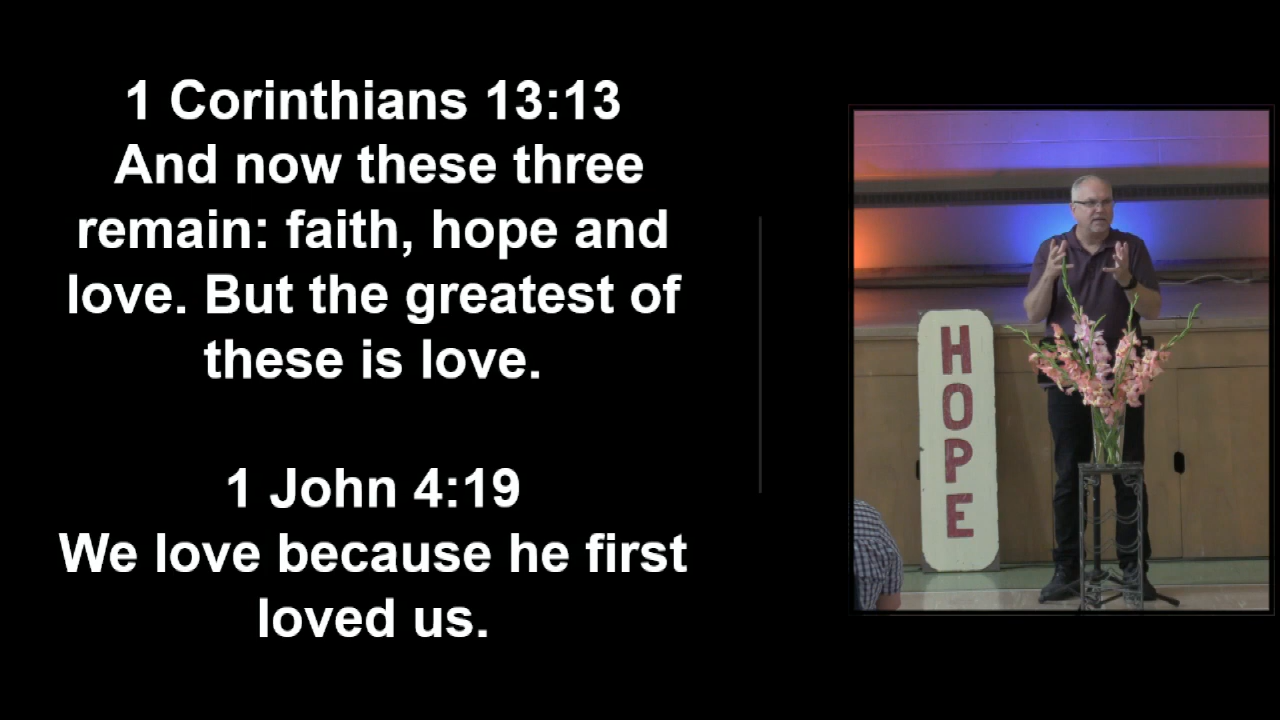 1 Corinthians 13:13
And now these three
remain: faith, hope and
love. But the greatest of
these is love.
1 John 4:19
We love because he first
loved us.
HOPE